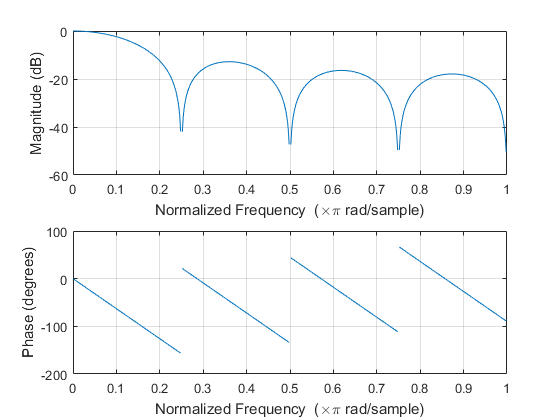 0
-20
-40
-60
Magnitude (dB)
0 0.1 0.2 0.3 0.4 0.5 0.6 0.7 0.8 0.9 1
Normalized Frequency (×π rad/sample)
100
0
-100
-200
Phase (degrees)
0 0.1 0.2 0.3 0.4 0.5 0.6 0.7 0.8 0.9 1
Normalized Frequency (×π rad/sample)